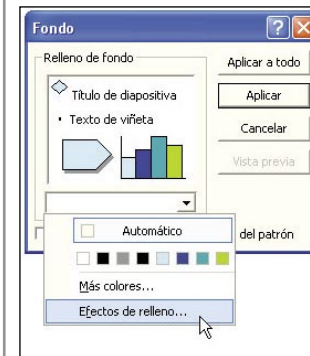 Fondo
Relleno de fondo
Título de diapositiva
• Texto de viñeta
Aplicar a todo
Aplicar
Cancelar
Vista previa
Automático
del patrón
Más colores...
Efectos de relleno...